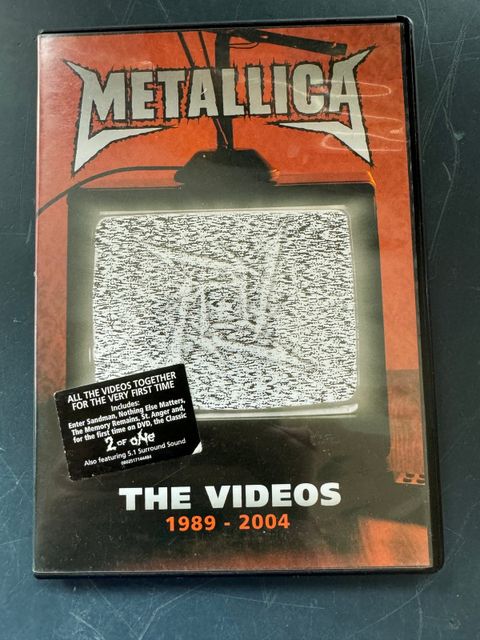 METALLICA
ALL THE VIDEOS TOGETHER
FOR THE VERY FIRST TIME
Includes:
Enter Sandman, Nothing Else Matters,
The Memory Remains, St. Anger and,
for the first time on DVD, the Classic
2 of oNe
Also featuring 5.1 Surround Sound
0602517144484
THE VIDEOS
1989 - 2004